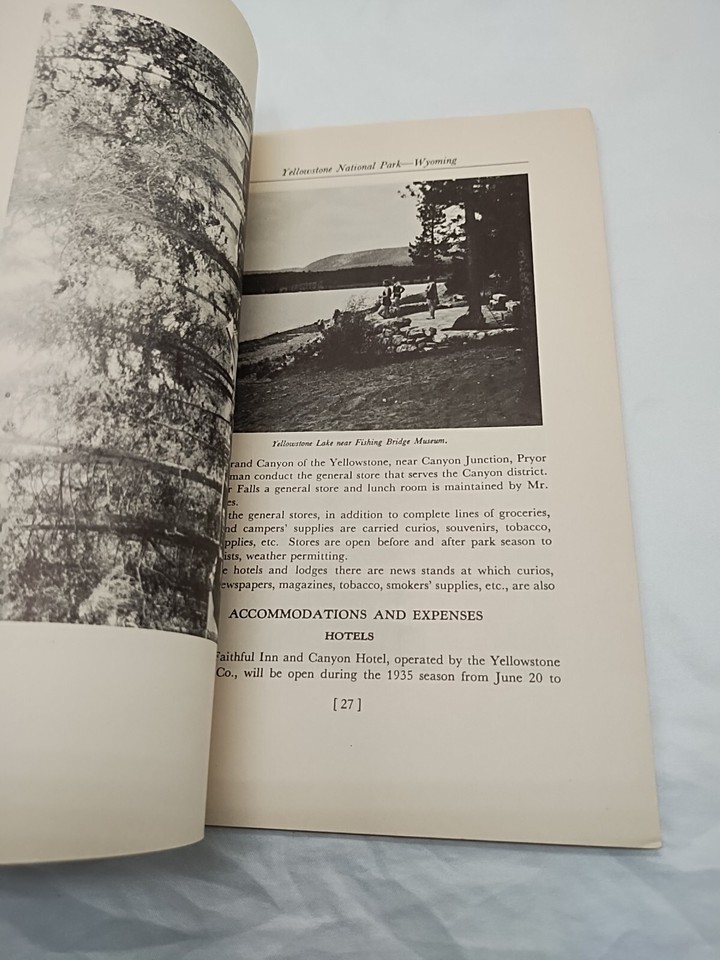 Yellowstone National Park—Wyoming
Yellowstone Lake near Fishing Bridge Museum.
rand Canyon of the Yellowstone, near Canyon Junction, Pryor
man conduct the general store that serves the Canyon district.
r Falls a general store and lunch room is maintained by Mr.
es.
the general stores, in addition to complete lines of groceries,
nd campers' supplies are carried curios, souvenirs, tobacco,
pplies, etc. Stores are open before and after park season to
ists, weather permitting.
e hotels and lodges there are news stands at which curios,
ewspapers, magazines, tobacco, smokers' supplies, etc., are also
ACCOMMODATIONS AND EXPENSES
HOTELS
Faithful Inn and Canyon Hotel, operated by the Yellowstone
Co., will be open during the 1935 season from June 20 to
[ 27 ]